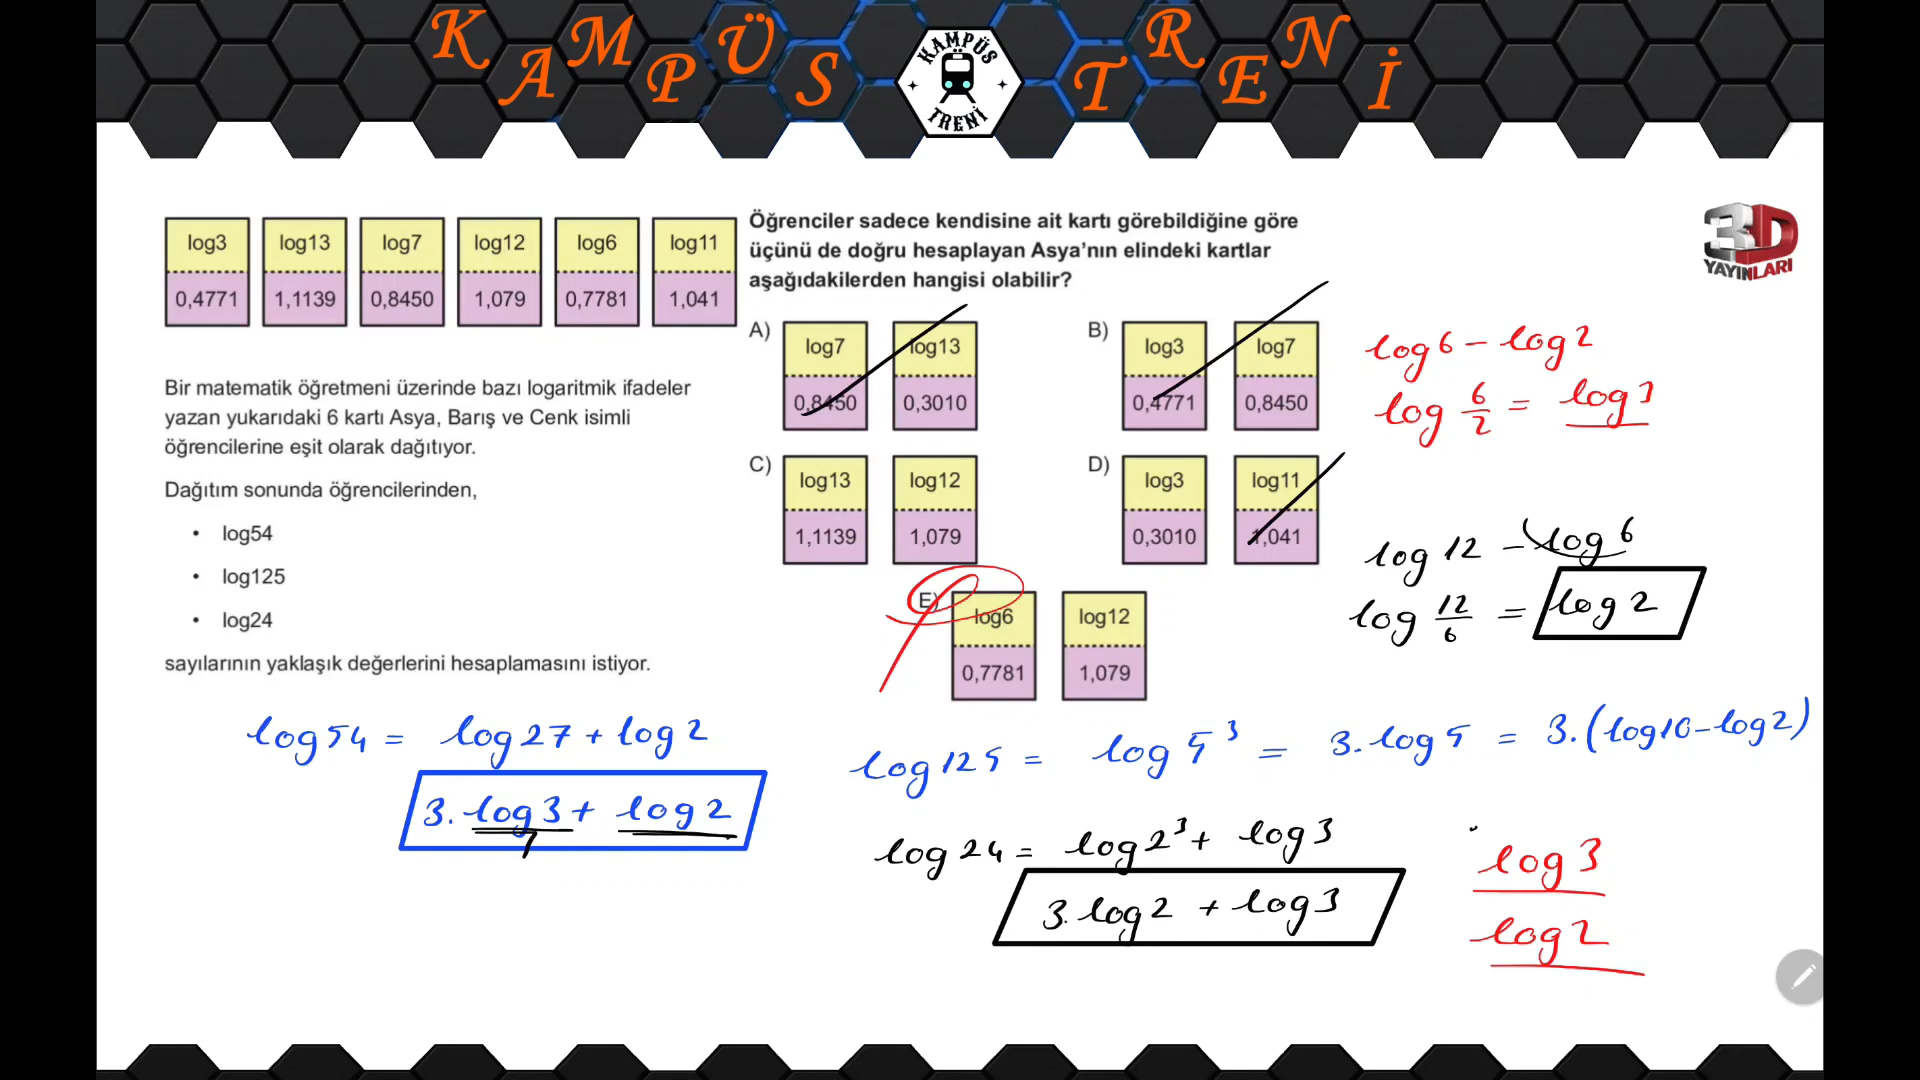 KAMPÜS TRENİ
KAMPÜS
TRENİ
3D
YAYINLARI
log3 log13 log7 log12 log6 log11
0,4771 1,1139 0,8450 1,079 0,7781 1,041
Bir matematik öğretmeni üzerinde bazı logaritmik ifadeler
yazan yukarıdaki 6 kartı Asya, Barış ve Cenk isimli
öğrencilerine eşit olarak dağıtıyor.
Dağıtım sonunda öğrencilerinden,
• log54
• log125
• log24
sayılarının yaklaşık değerlerini hesaplamasını istiyor.
Öğrenciler sadece kendisine ait kartı görebildiğine göre
üçünü de doğru hesaplayan Asya'nın elindeki kartlar
aşağıdakilerden hangisi olabilir?
A) log7 log13
0,8450 0,3010
B) log3 log7
0,4771 0,8450
C) log13 log12
1,1139 1,079
D) log3 log11
0,3010 1,041
E) log6 log12
0,7781 1,079
log6 - log2
log 6/2 = log3
log12 - log6
log 12/6 = log2
log54 = log27 + log2
3.log3 + log2
log125 = log5³ = 3.log5 = 3.(log10-log2)
log24 = log2³ + log3
3.log2 + log3
log3
log2